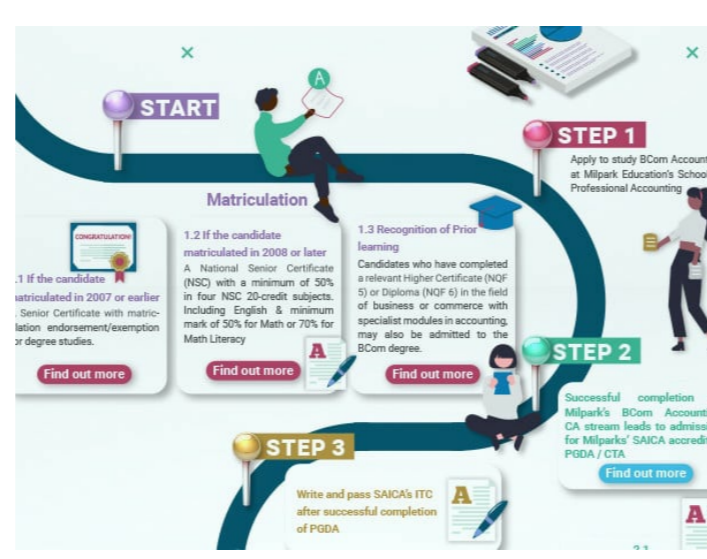 START
A
STEP 1
Apply to study BCom Account
at Milpark Education's School
Professional Accounting
Matriculation
CONGRATULATION!
.1 If the candidate
matriculated in 2007 or earlier
Senior Certificate with matric-
lation endorsement/exemption
or degree studies.
Find out more
1.2 If the candidate
matriculated in 2008 or later
A National Senior Certificate
(NSC) with a minimum of 50%
in four NSC 20-credit subjects.
Including English & minimum
mark of 50% for Math or 70% for
Math Literacy
A
Find out more
1.3 Recognition of Prior
learning
Candidates who have completed
a relevant Higher Certificate (NQF
5) or Diploma (NQF 6) in the field
of business or commerce with
specialist modules in accounting,
may also be admitted to the
BCom degree.
Find out more
STEP 2
Successful completion
Milpark's BCom Accounti
CA stream leads to admissi
for Milparks' SAICA accredit
PGDA / CTA
Find out more
STEP 3
Write and pass SAICA's ITC
after successful completion
of PGDA
A
A
2.1